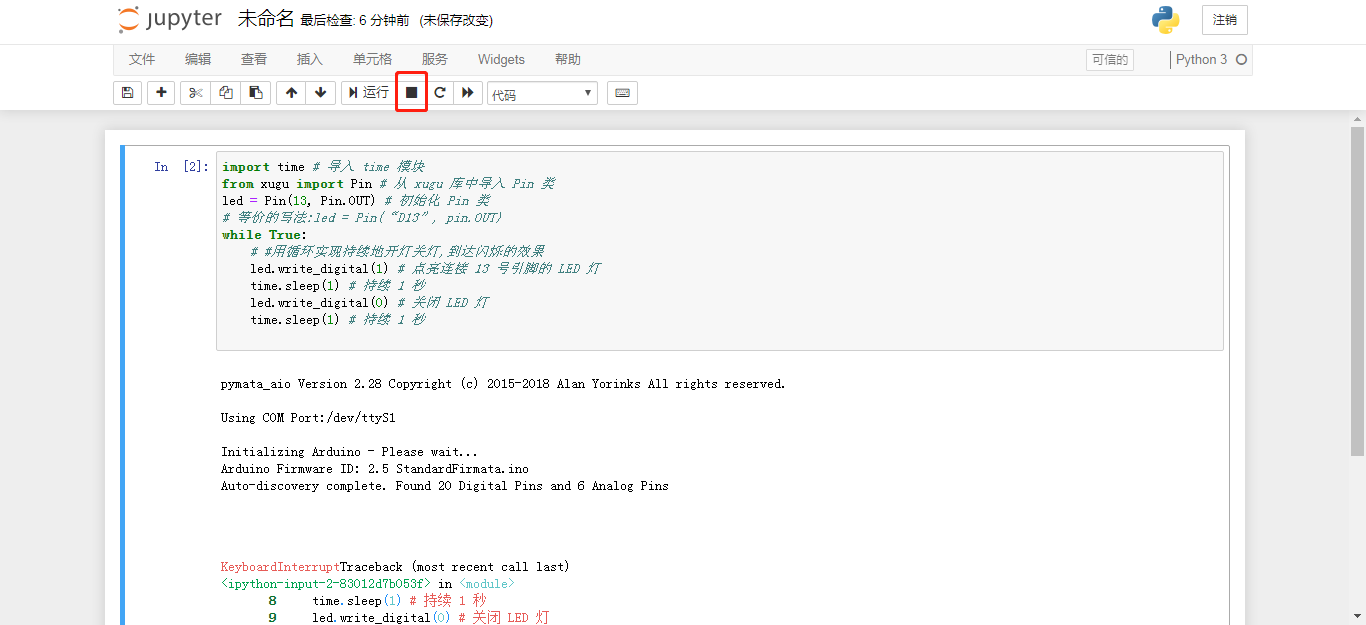 jupyter 未命名 最后检查: 6 分钟前 (未保存改变) 注销
文件 编辑 查看 插入 单元格 服务 Widgets 帮助 可信的 Python 3
运行 代码
In [2]: import time # 导入 time 模块
from xugu import Pin # 从 xugu 库中导入 Pin 类
led = Pin(13, Pin.OUT) # 初始化 Pin 类
# 等价的写法:led = Pin(“D13”, pin.OUT)
while True:
# #用循环实现持续地开灯关灯,到达闪烁的效果
led.write_digital(1) # 点亮连接 13 号引脚的 LED 灯
time.sleep(1) # 持续 1 秒
led.write_digital(0) # 关闭 LED 灯
time.sleep(1) # 持续 1 秒
pymata_aio Version 2.28 Copyright (c) 2015-2018 Alan Yorinks All rights reserved.
Using COM Port:/dev/ttyS1
Initializing Arduino - Please wait...
Arduino Firmware ID: 2.5 StandardFirmata.ino
Auto-discovery complete. Found 20 Digital Pins and 6 Analog Pins
KeyboardInterruptTraceback (most recent call last)
<ipython-input-2-83012d7b053f> in <module>
8 time.sleep(1) # 持续 1 秒
9 led.write_digital(0) # 关闭 LED 灯